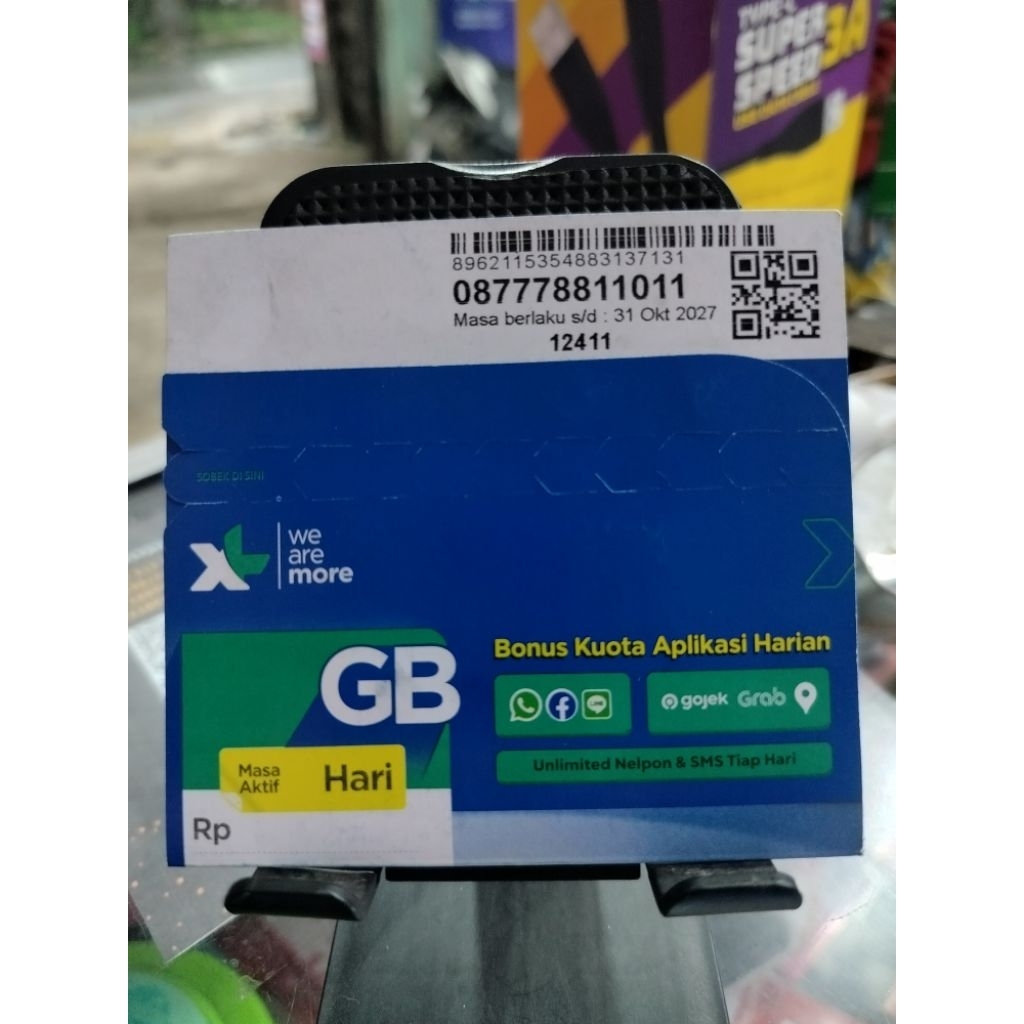 TYPE-C
SUPER
SPEED
3A
8962115354883137131
087778811011
Masa berlaku s/d : 31 Okt 2027
12411
SOBEK DI SINI
XL
we
are
more
GB
Masa
Aktif
Hari
Rp
Bonus Kuota Aplikasi Harian
LINE
gojek
Grab
Unlimited Nelpon & SMS Tiap Hari